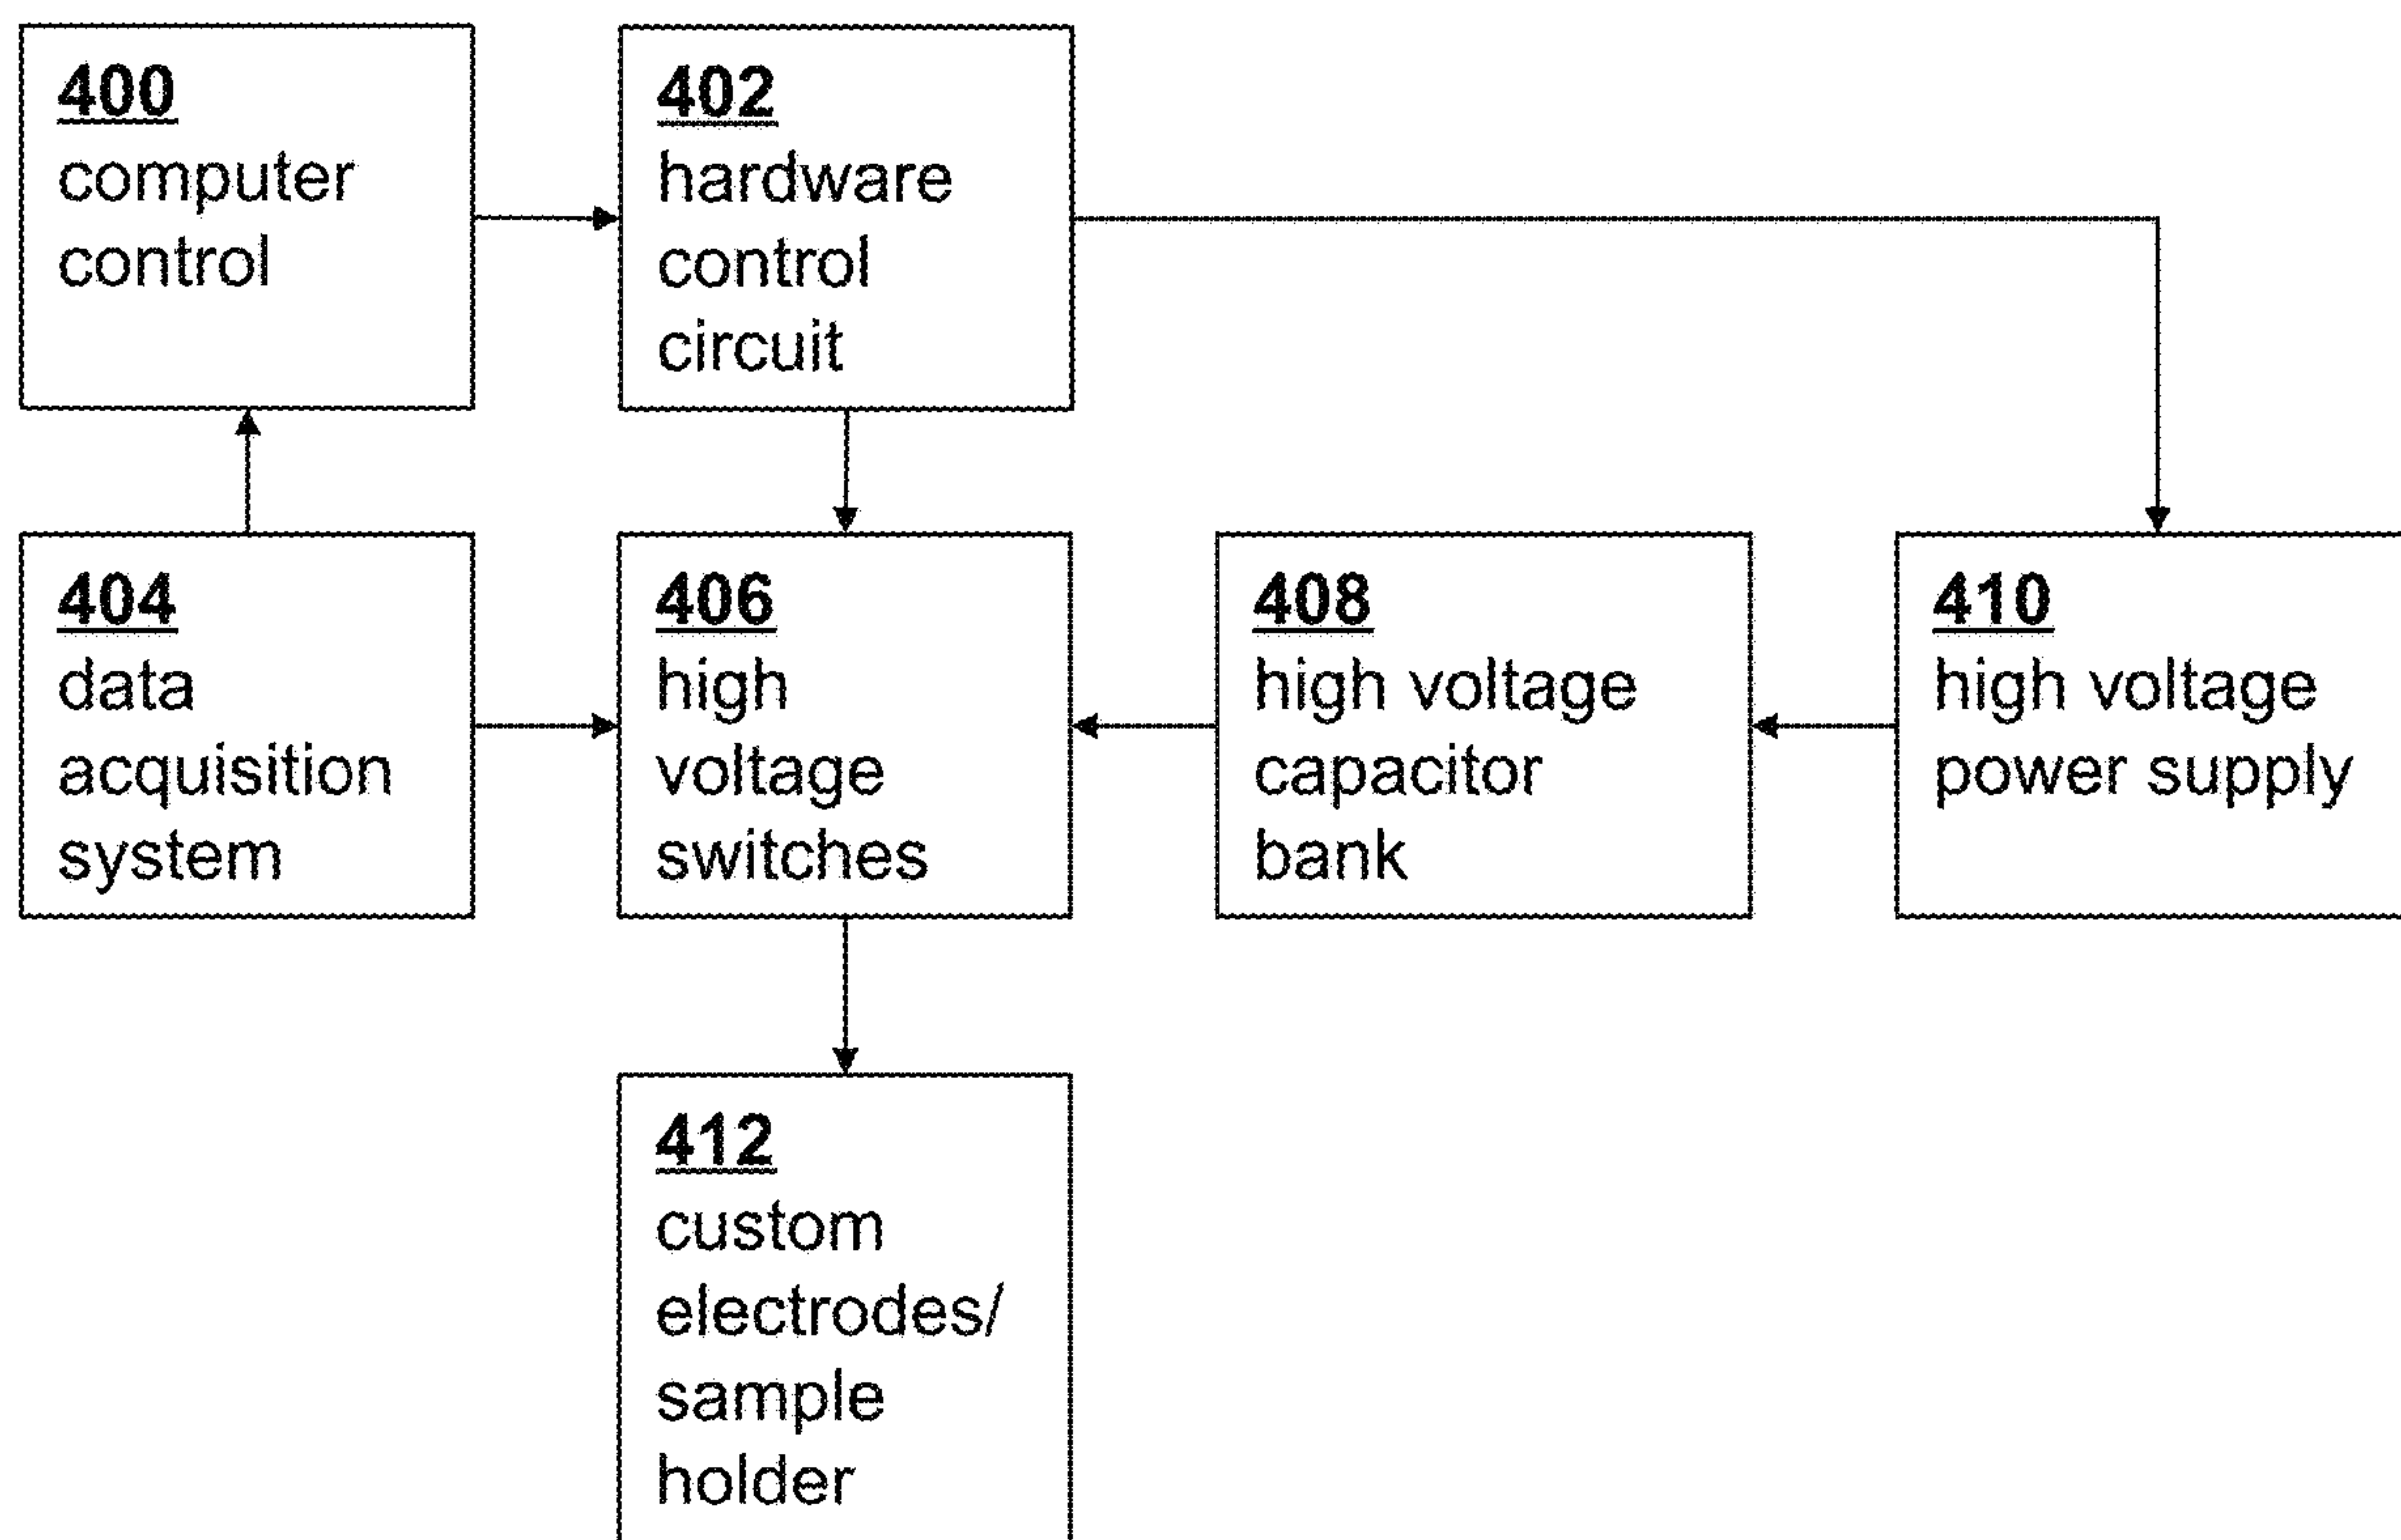 400
computer
control
402
hardware
control
circuit
404
data
acquisition
system
406
high
voltage
switches
408
high voltage
capacitor
bank
410
high voltage
power supply
412
custom
electrodes/
sample
holder